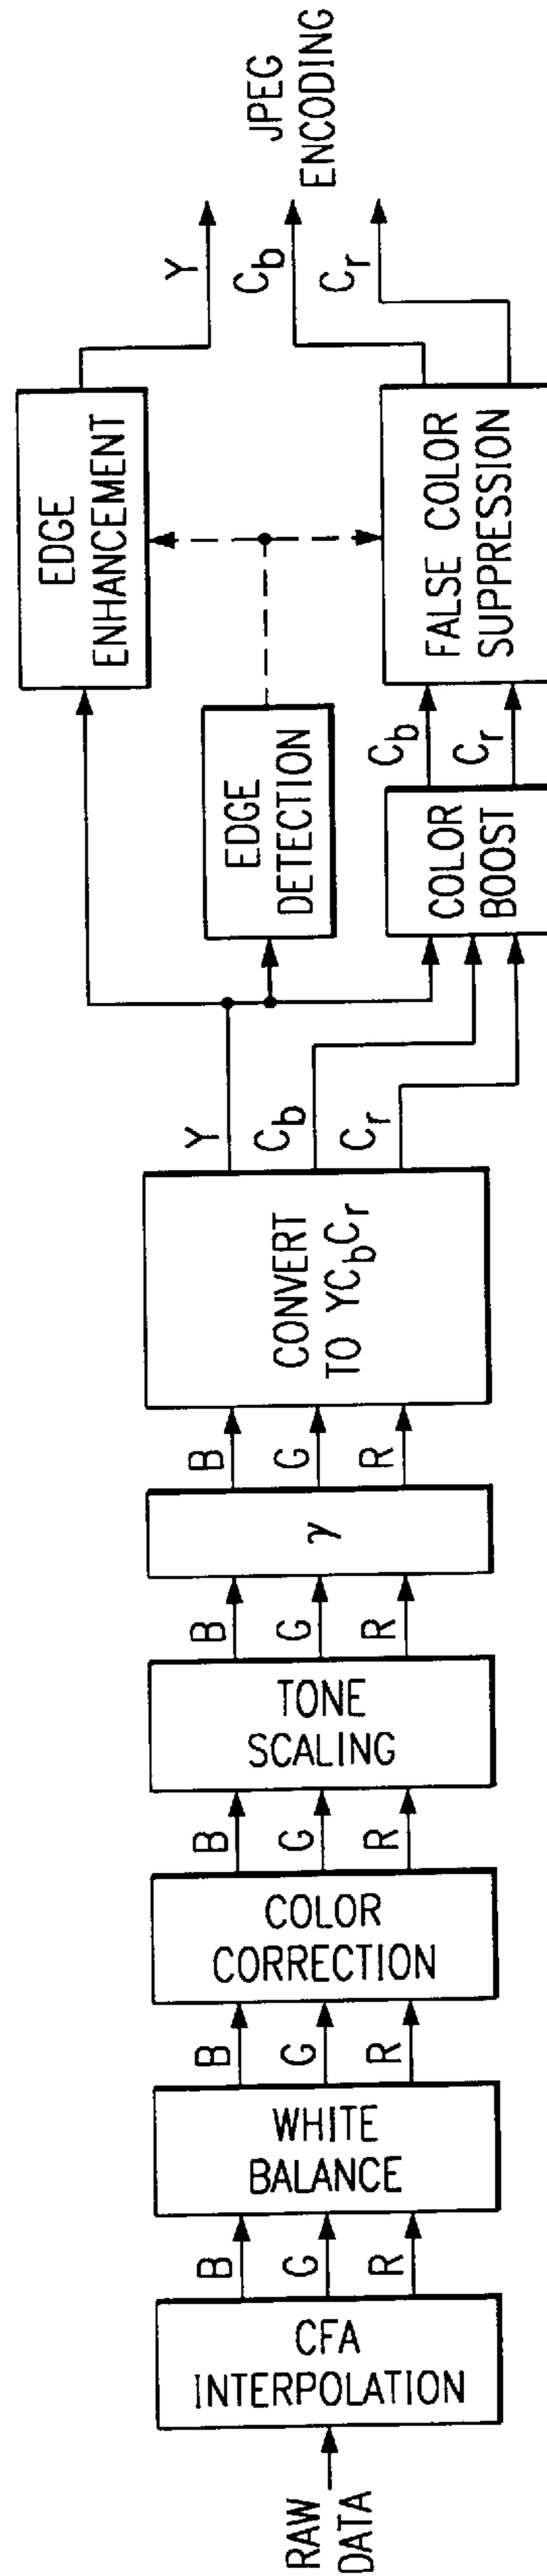 RAW
DATA
CFA
INTERPOLATION
B
G
R
WHITE
BALANCE
B
G
R
COLOR
CORRECTION
B
G
R
TONE
SCALING
B
G
R
γ
B
G
R
CONVERT
TO YCbCr
Y
Cb
Cr
EDGE
DETECTION
COLOR
BOOST
Cb
Cr
EDGE
ENHANCEMENT
FALSE COLOR
SUPPRESSION
Y
Cb
Cr
JPEG
ENCODING